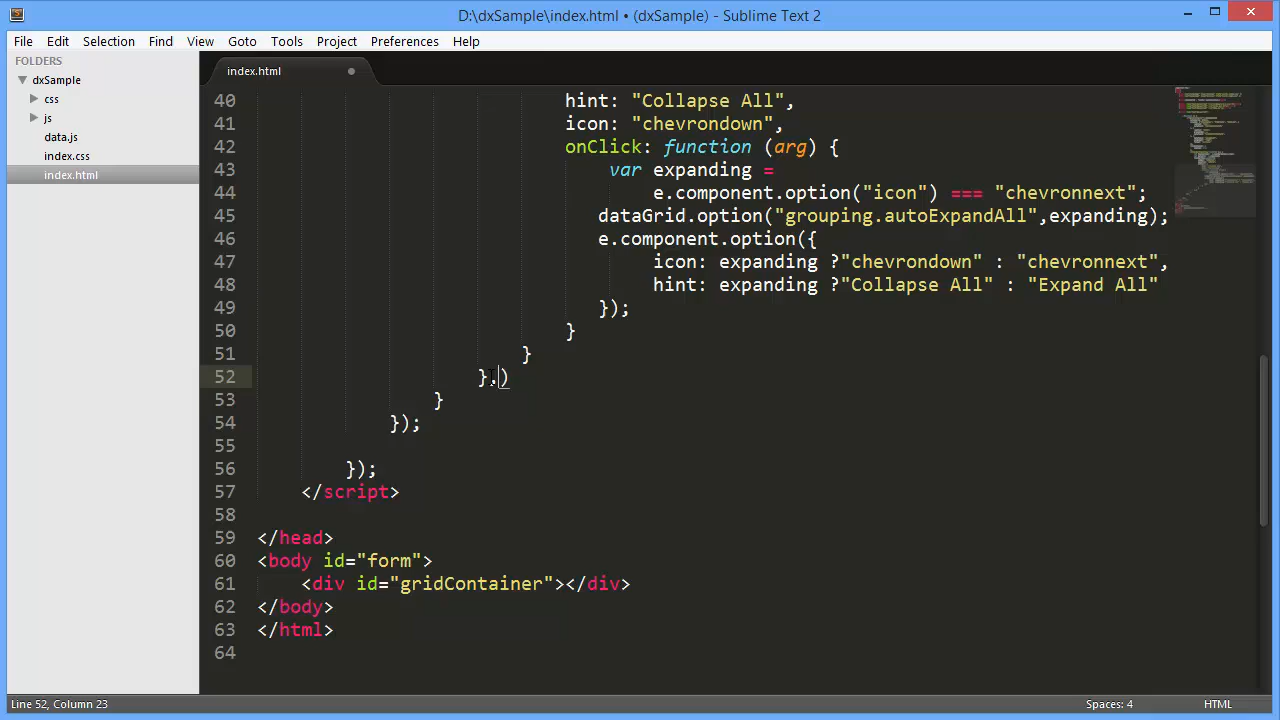 D:\dxSample\index.html • (dxSample) - Sublime Text 2
File Edit Selection Find View Goto Tools Project Preferences Help
FOLDERS
dxSample
css
js
data.js
index.css
index.html
index.html
40 hint: "Collapse All",
41 icon: "chevrondown",
42 onClick: function (arg) {
43 var expanding =
44 e.component.option("icon") === "chevronnext";
45 dataGrid.option("grouping.autoExpandAll",expanding);
46 e.component.option({
47 icon: expanding ?"chevrondown" : "chevronnext",
48 hint: expanding ?"Collapse All" : "Expand All"
49 });
50 }
51 }
52 },)
53 }
54 });
55
56 });
57 </script>
58
59 </head>
60 <body id="form">
61 <div id="gridContainer"></div>
62 </body>
63 </html>
64
Line 52, Column 23
Spaces: 4
HTML